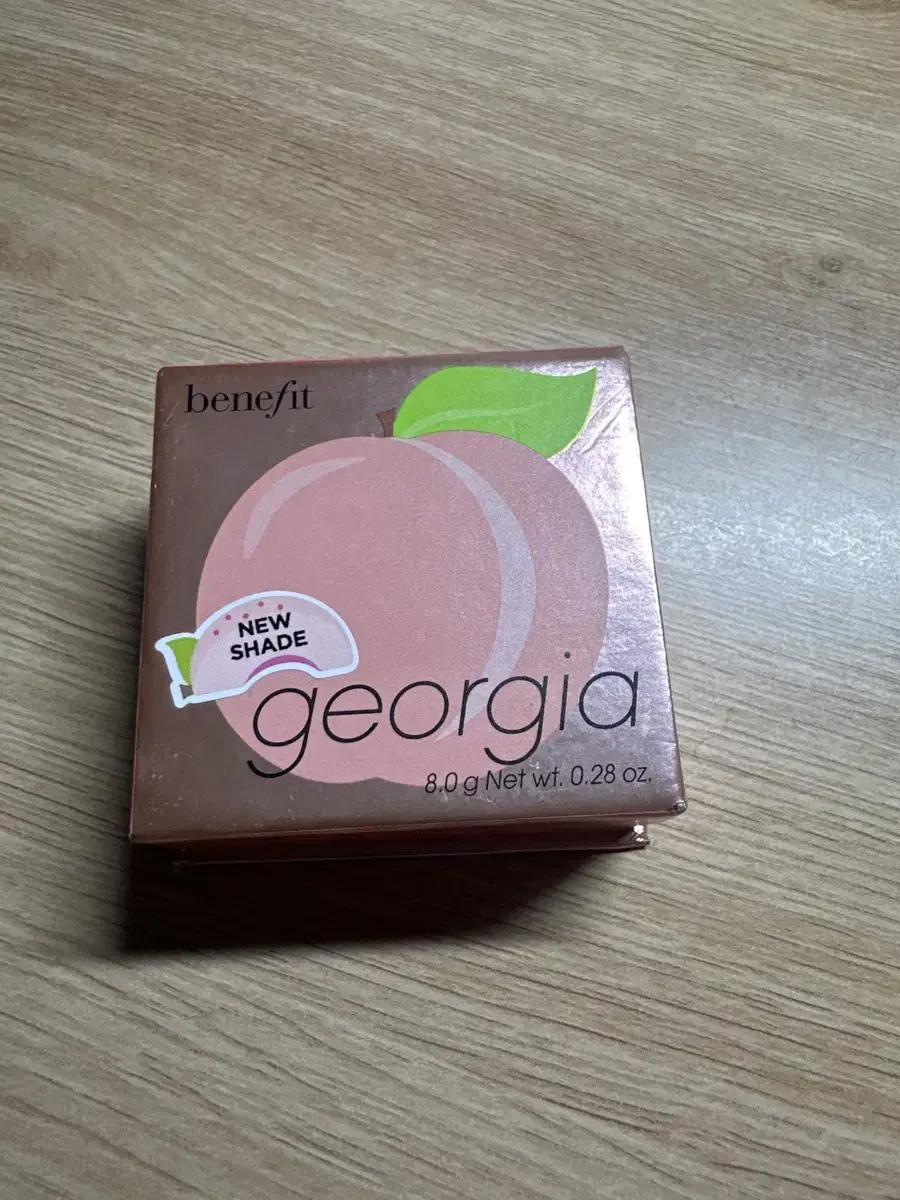 benefit
NEW
SHADE
georgia
8.0 g Net wt. 0.28 oz.